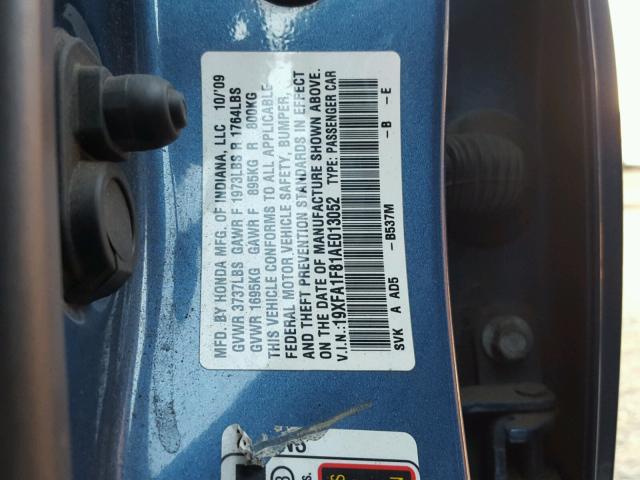 MFD. BY HONDA MFG. OF INDIANA, LLC 10/'09
GVWR 3737LBS GAWR F 1973LBS R 1764LBS
GVWR 1695KG GAWR F 895KG R 800KG
THIS VEHICLE CONFORMS TO ALL APPLICABLE
FEDERAL MOTOR VEHICLE SAFETY, BUMPER,
AND THEFT PREVENTION STANDARDS IN EFFECT
ON THE DATE OF MANUFACTURE SHOWN ABOVE.
V.I.N.:19XFA1F81AE013052 TYPE: PASSENGER CAR
SVK A AD5 -B537M -B -E